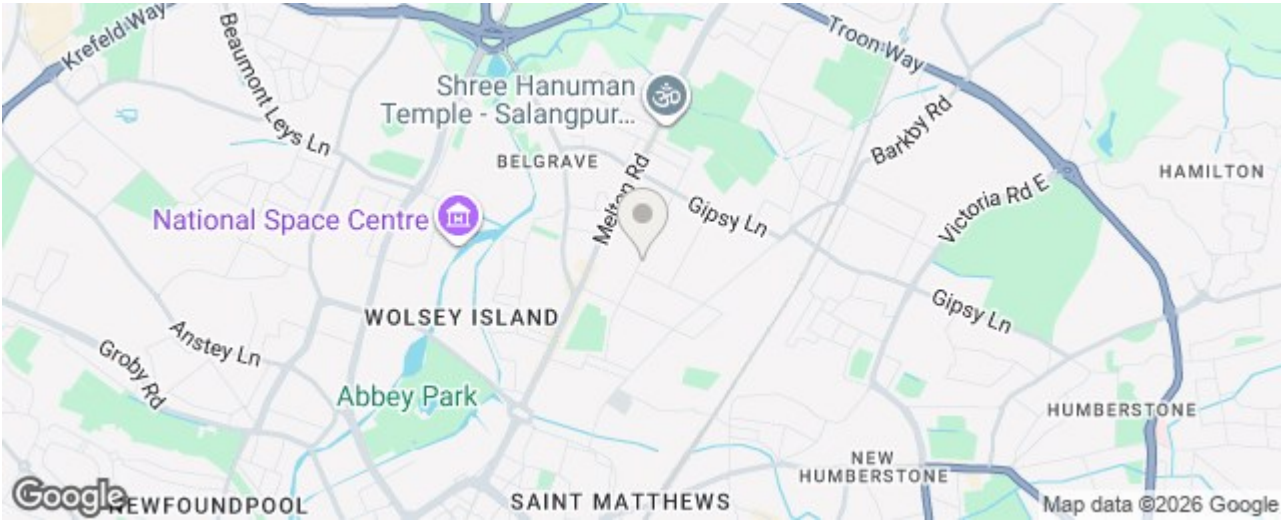 Krefeld Way
Beaumont Leys Ln
Troon Way
Shree Hanuman
Temple - Salangpur...
Barkby Rd
BELGRAVE
HAMILTON
Melton Rd
Victoria Rd E
National Space Centre
Gipsy Ln
Gipsy Ln
WOLSEY ISLAND
Anstey Ln
Groby Rd
Abbey Park
HUMBERSTONE
NEW
HUMBERSTONE
Google
NEWFOUNDPOOL
SAINT MATTHEWS
Map data ©2026 Google